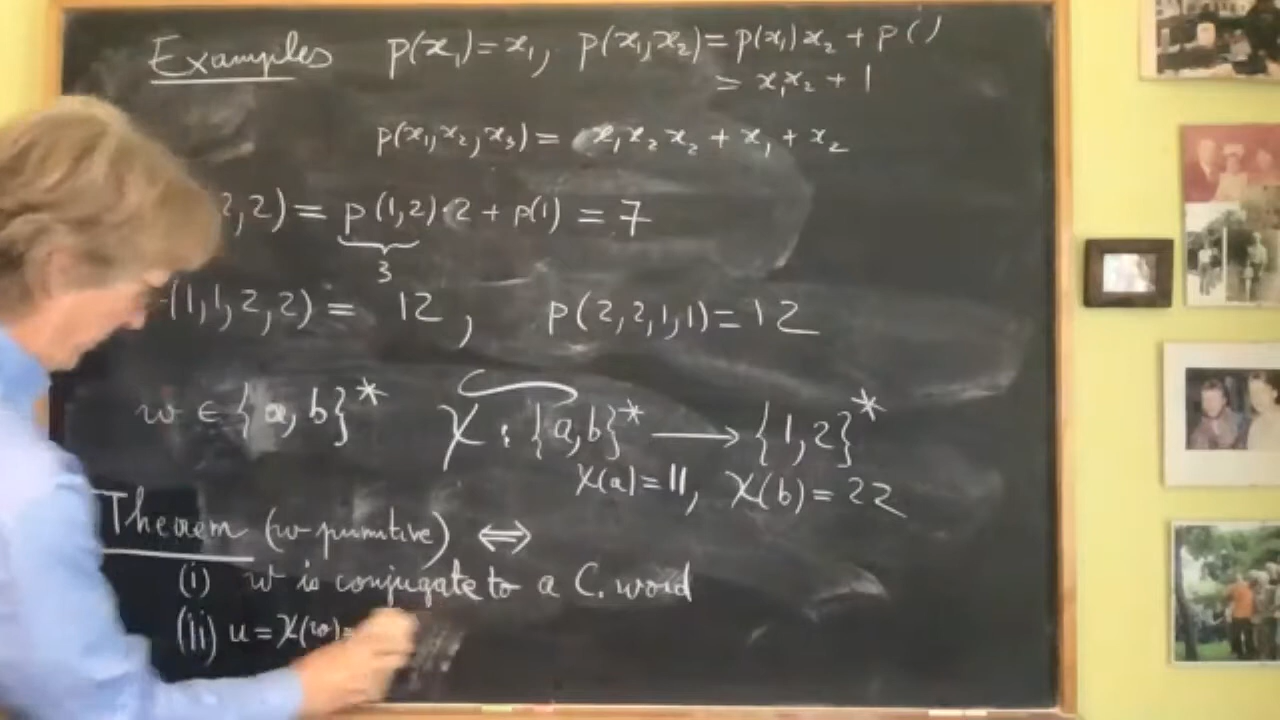 Examples p(x₁)=x₁, p(x₁,x₂)=p(x₁)x₂+p()
= x₁x₂+1
p(x₁,x₂,x₃)= x₁x₂x₂+x₁+x₂
2,2)= p(1,2)·2+p(1)=7
3
(1,1,2,2)= 12, p(2,2,1,1)=12
w ∈ {a,b}* χ : {a,b}* ⟶ {1,2}*
χ(a)=11, χ(b)=22
Theorem (w primitive) ⇔
(i) w is conjugate to a C. word
(ii) u=χ(w)=